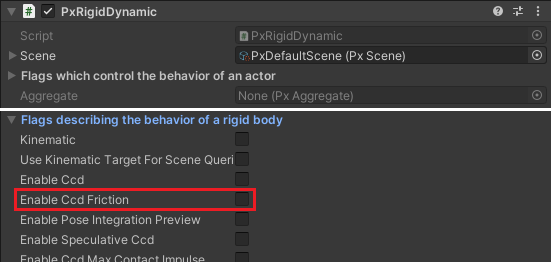 PxRigidDynamic
Script PxRigidDynamic
Scene PxDefaultScene (Px Scene)
Flags which control the behavior of an actor
Aggregate None (Px Aggregate)
Flags describing the behavior of a rigid body
Kinematic
Use Kinematic Target For Scene Queri
Enable Ccd
Enable Ccd Friction
Enable Pose Integration Preview
Enable Speculative Ccd
Enable Ccd Max Contact Impulse